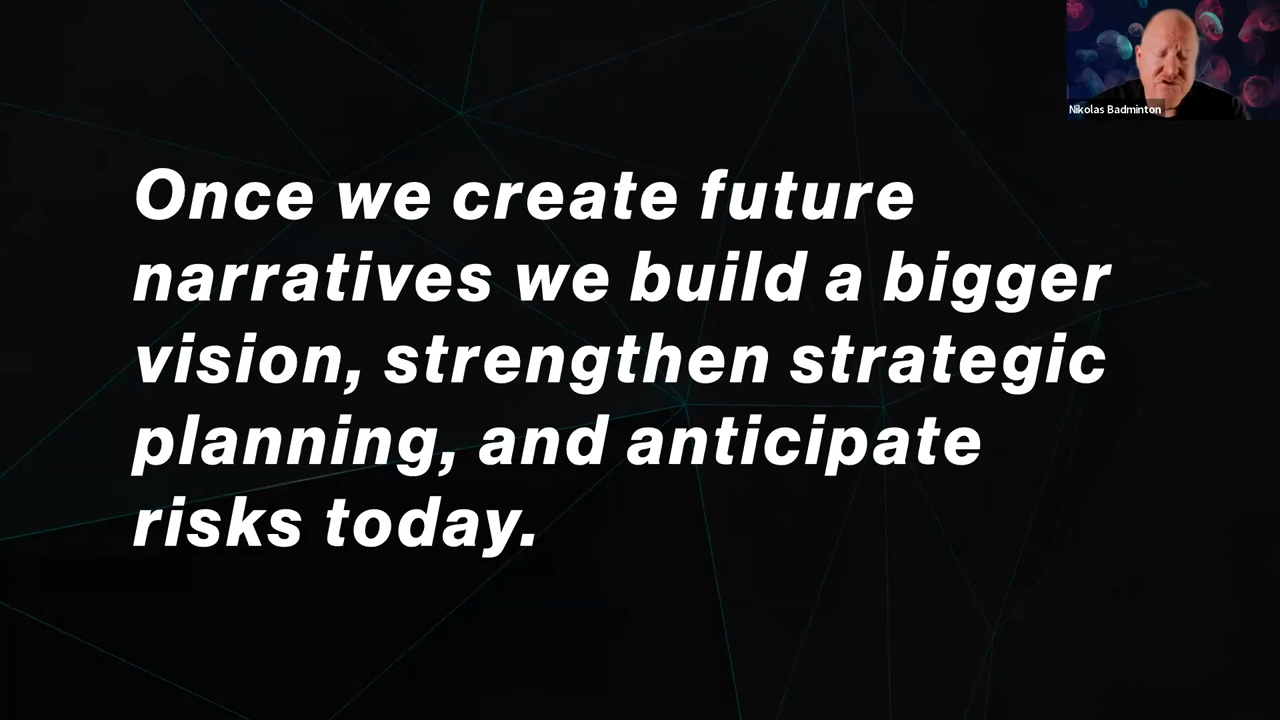 Nikolas Badminton
Once we create future
narratives we build a bigger
vision, strengthen strategic
planning, and anticipate
risks today.